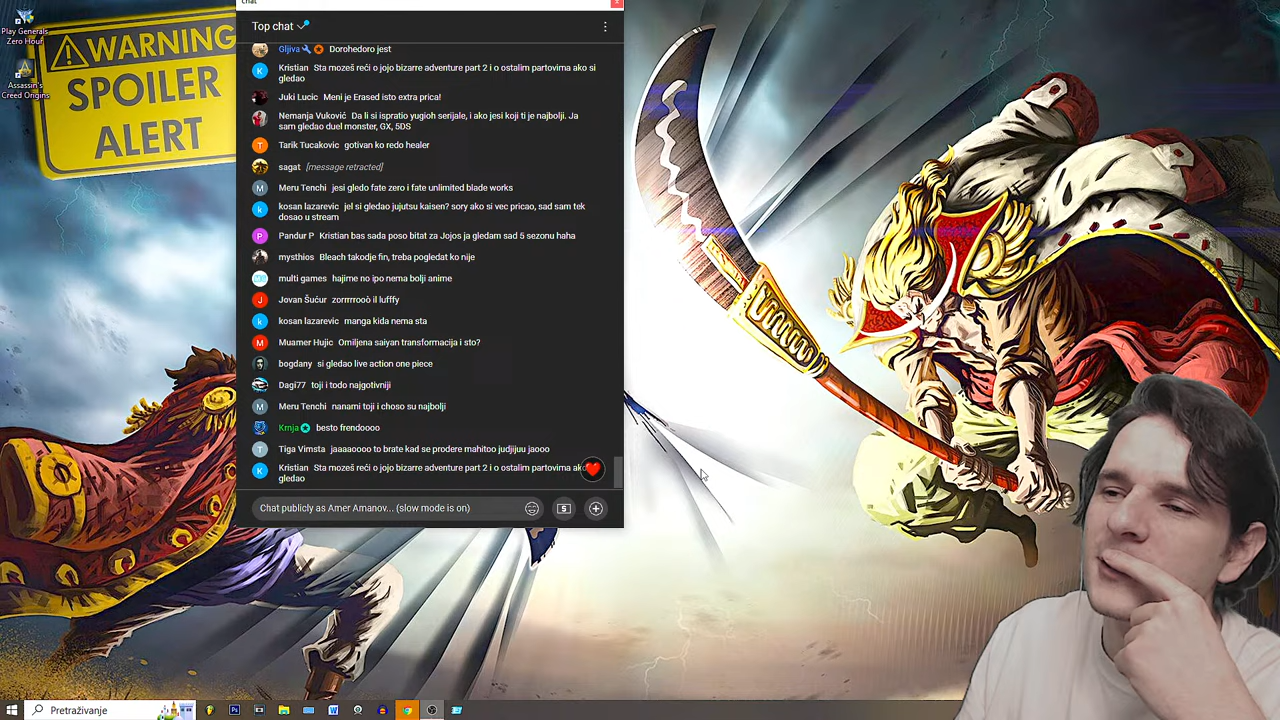 Play Generals
Zero Hour
Assassin's
Creed Origins
WARNING
SPOILER
ALERT
chat
Top chat
Gljiva Dorohedoro jest
Kristian Sta mozeš reći o jojo bizarre adventure part 2 i o ostalim partovima ako si
gledao
Juki Lucic Meni je Erased isto extra prica!
Nemanja Vuković Da li si ispratio yugioh serijale, i ako jesi koji ti je najbolji. Ja
sam gledao duel monster, GX, 5DS
Tarik Tucakovic gotivan ko redo healer
sagat [message retracted]
Meru Tenchi jesi gledo fate zero i fate unlimited blade works
kosan lazarevic jel si gledao jujutsu kaisen? sory ako si vec pricao, sad sam tek
dosao u stream
Pandur P Kristian bas sada peto bitat za Jojos ja gledam sad 5 sezonu haha
mysthios Bleach takodje fin, treba pogledat ko nije
multi games hajime no ipo nema bolji anime
Jovan Šućur zorrrrooò il lufffy
kosan lazarevic manga kida nema sta
Muamer Hujic Omiljena saiyan transformacija i sto?
bogdany si gledao live action one piece
Dagi77 toji i todo najgotivniji
Meru Tenchi nanami toji i choso su najbolji
Krnja besto frendoooo
Tiga Vimsta jaaaaoooo to brate kad se prodere mahitoo judjijuu jaooo
Kristian Sta mozeš reći o jojo bizarre adventure part 2 i o ostalim partovima ako
gledao
Chat publicly as Amer Amanov... (slow mode is on)
Pretraživanje